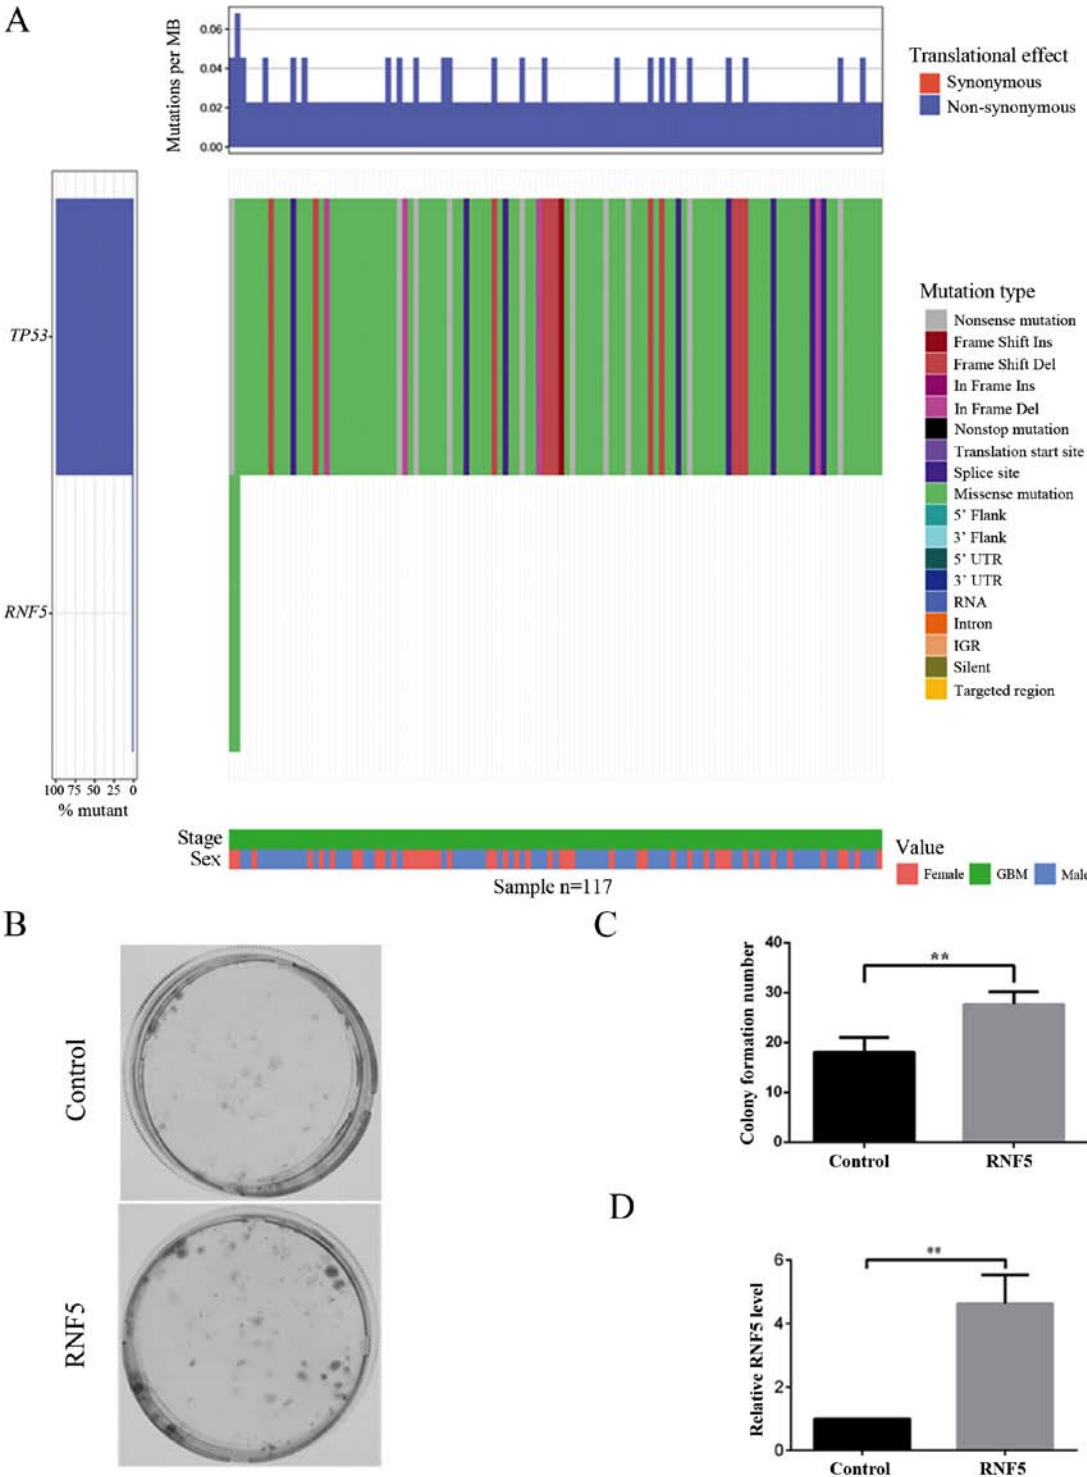 A
Mutations per MB
0.06
0.04
0.02
0.00
Translational effect
Synonymous
Non-synonymous
TP53
RNF5
100 75 50 25 0
% mutant
Mutation type
Nonsense mutation
Frame Shift Ins
Frame Shift Del
In Frame Ins
In Frame Del
Nonstop mutation
Translation start site
Splice site
Missense mutation
5' Flank
3' Flank
5' UTR
3' UTR
RNA
Intron
IGR
Silent
Targeted region
Stage
Sex
Sample n=117
Value
Female GBM Male
B
Control
RNF5
C
Colony formation number
40
30
20
10
0
**
Control RNF5
D
Relative RNF5 level
6
4
2
0
**
Control RNF5